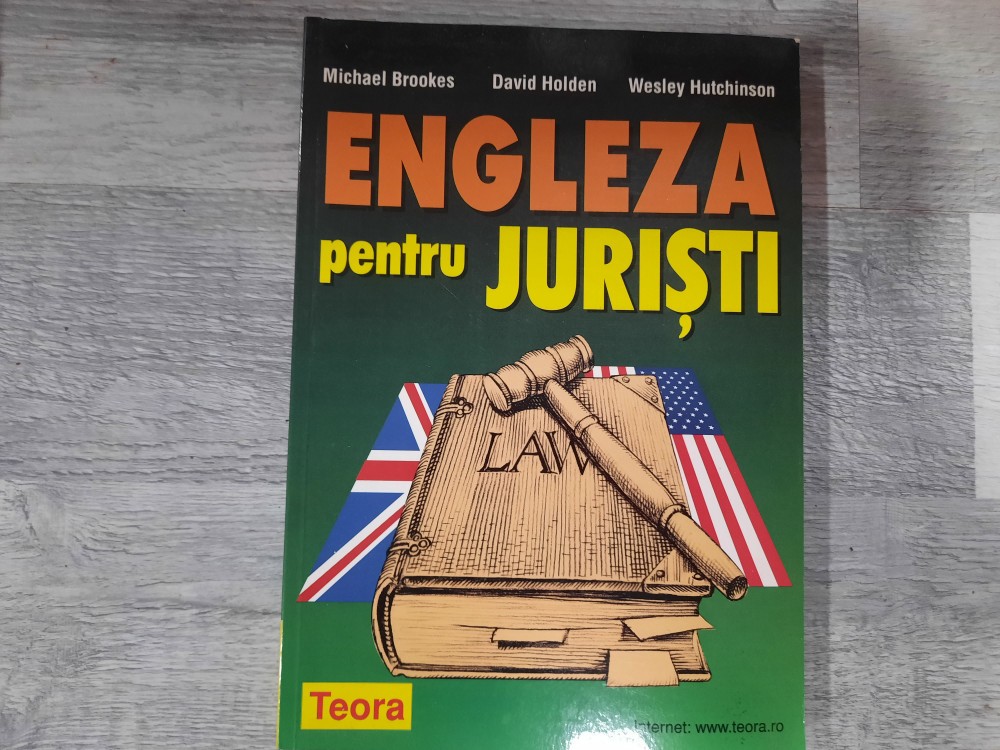 Michael Brookes David Holden Wesley Hutchinson
ENGLEZA
pentru JURIȘTI
LAW
Teora
Internet: www.teora.ro